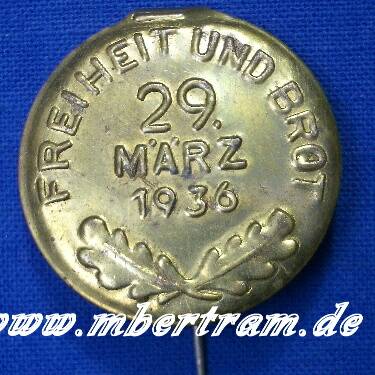 FREIHEIT UND BROT
29.
MÄRZ
1936
www.mbertram.de